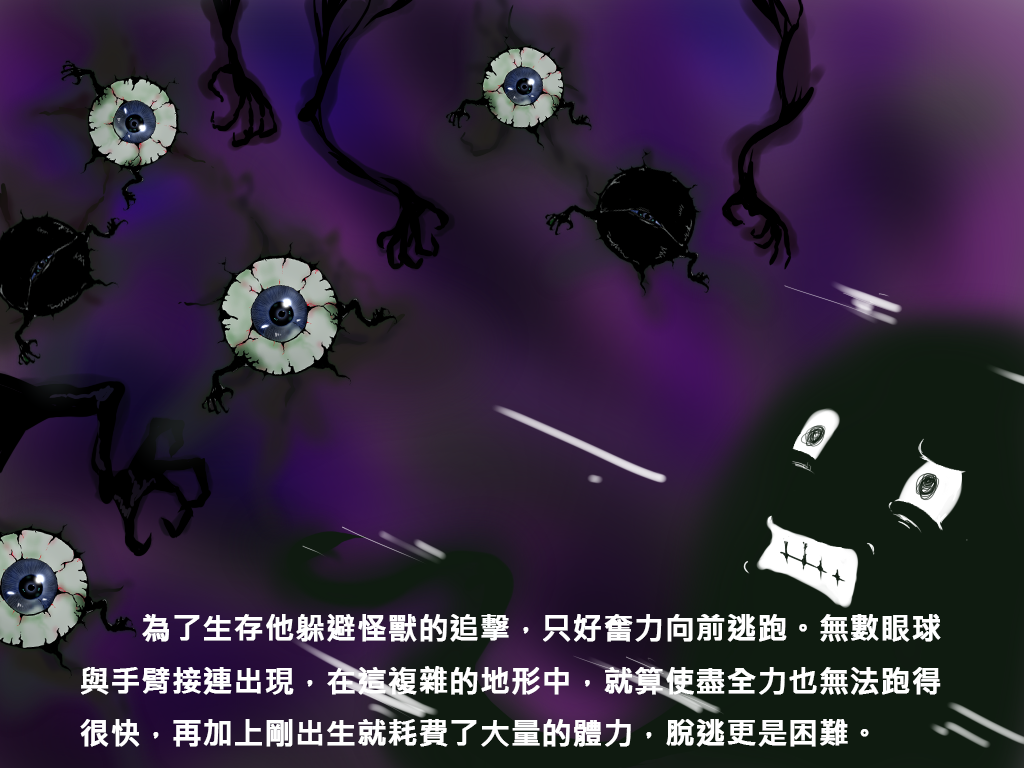 為了生存他躲避怪獸的追擊，只好奮力向前逃跑。無數眼球
與手臂接連出現，在這複雜的地形中，就算使盡全力也無法跑得
很快，再加上剛出生就耗費了大量的體力，脫逃更是困難。